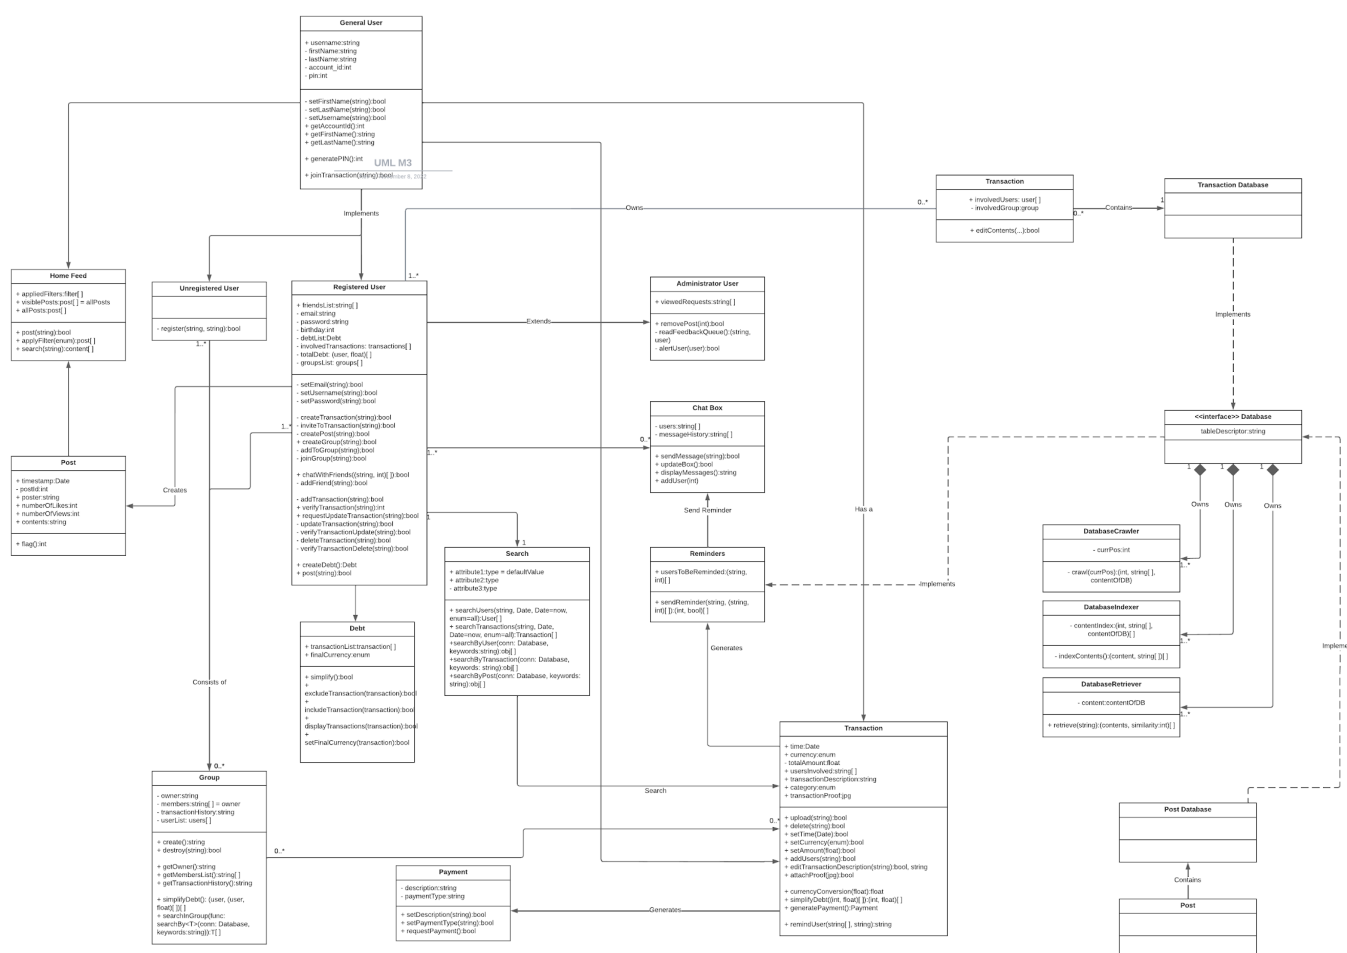 General User
+ username:string
- firstName:string
- lastName:string
- account_id:int
- pin:int
- setFirstName(string):bool
- setLastName(string):bool
- setUsername(string):bool
+ getAccountId():int
+ getFirstName():string
+ getLastName():string
+ generatePIN():int
UML M3
+ joinTransaction(string):bool
Implements
Owns
0..*
1..*
Transaction
+ involvedUsers: user[ ]
- involvedGroup:group
+ editContents(...):bool
0..*
Contains
1
Transaction Database
Implements
Home Feed
+ appliedFilters:filter[ ]
+ visiblePosts:post[ ] = allPosts
+ allPosts:post[ ]
+ post(string):bool
+ applyFilter(enum):post[ ]
+ search(string):content[ ]
Unregistered User
- register(string, string):bool
1..*
Registered User
+ friendsList:string[ ]
- email:string
- password:string
- birthday:int
- debtList:Debt
- involvedTransactions: transactions[ ]
- totalDebt: (user, float)[ ]
- groupsList: groups[ ]
- setEmail(string):bool
- setUsername(string):bool
- setPassword(string):bool
- createTransaction(string):bool
- inviteToTransaction(string):bool
- createPost(string):bool
+ createGroup(string):bool
- addToGroup(string):bool
- joinGroup(string):bool
+ chatWithFriends((string, int)[ ]):bool
- addFriend(string):bool
- addTransaction(string):bool
+ verifyTransaction(string):int
+ requestUpdateTransaction(string):bool
- updateTransaction(string):bool
- verifyTransactionUpdate(string):bool
- deleteTransaction(string):bool
- verifyTransactionDelete(string):bool
+ createDebt():Debt
+ post(string):bool
Extends
Administrator User
+ viewedRequests:string[ ]
+ removePost(int):bool
- readFeedbackQueue():(string,
user)
- alertUser(user):bool
Chat Box
- users:string[ ]
- messageHistory:string[ ]
+ sendMessage(string):bool
+ updateBox():bool
+ displayMessages():string
+ addUser(int)
0..*
1..*
1..*
Send Reminder
Has a
<<interface>> Database
tableDescriptor:string
1
1
1
Owns
Owns
Owns
Post
+ timestamp:Date
- postId:int
+ poster:string
+ numberOfLikes:int
+ numberOfViews:int
+ contents:string
+ flag():int
Creates
1
1
Search
+ attribute1:type = defaultValue
+ attribute2:type
- attribute3:type
+ searchUsers(string, Date, Date=now,
enum=all):User[ ]
+ searchTransactions(string, Date,
Date=now, enum=all):Transaction[ ]
+searchByUser(conn: Database,
keywords:string):obj[ ]
+searchByTransaction(conn: Database,
keywords: string):obj[ ]
+searchByPost(conn: Database, keywords:
string):obj[ ]
Reminders
+ usersToBeReminded:(string,
int)[ ]
+ sendReminder(string, (string,
int)[ ]):(int, bool)[ ]
Implements
Generates
DatabaseCrawler
- currPos:int
- crawl(currPos):(int, string[ ],
contentOfDB)
1..*
DatabaseIndexer
- contentIndex:(int, string[ ],
contentOfDB)[ ]
- indexContents():(content, string[ ])[ ]
1..*
DatabaseRetriever
- content:contentOfDB
+ retrieve(string):(contents, similarity:int)[ ]
1..*
Impleme
Debt
+ transactionList:transaction[ ]
+ finalCurrency:enum
+ simplify():bool
+
excludeTransaction(transaction):bool
+
includeTransaction(transaction):bool
+
displayTransactions(transaction):bool
+
setFinalCurrency(transaction):bool
Consists of
0..*
Group
- owner:string
- members:string[ ] = owner
- transactionHistory:string
- userList: users[ ]
+ create():string
+ destroy(string):bool
+ getOwner():string
+ getMembersList():string[ ]
+ getTransactionHistory():string
+ simplifyDebt(): (user, (user,
float)[ ])[ ]
+ searchInGroup(func:
searchBy<T>(conn: Database,
keywords:string)):T[ ]
0..*
Search
0..*
Transaction
+ time:Date
+ currency:enum
- totalAmount:float
+ usersInvolved:string[ ]
+ transactionDescription:string
+ category:enum
+ transactionProof:jpg
+ upload(string):bool
+ delete(string):bool
+ setTime(Date):bool
+ setCurrency(enum):bool
+ setAmount(float):bool
+ addUsers(string):bool
+ editTransactionDescription(string):bool, string
+ attachProof(jpg):bool
+ currencyConversion(float):float
+ simplifyDebt((int, float)[ ]):(int, float)[ ]
+ generatePayment():Payment
+ remindUser(string[ ], string):string
Payment
- description:string
- paymentType:string
+ setDescription(string):bool
+ setPaymentType(string):bool
+ requestPayment():bool
Generates
Post Database
Contains
Post